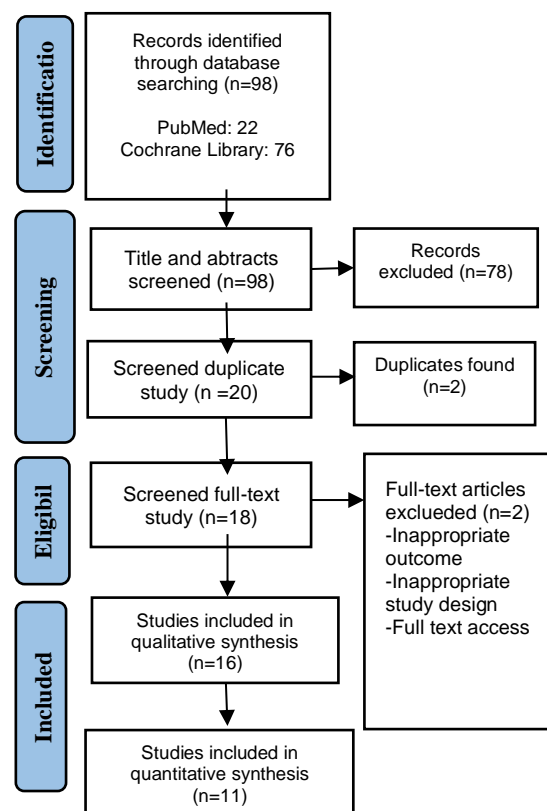 Identificatio
Records identified
through database
searching (n=98)
PubMed: 22
Cochrane Library: 76
Screening
Title and abtracts
screened (n=98)
Records
excluded (n=78)
Screened duplicate
study (n =20)
Duplicates found
(n=2)
Eligibil
Screened full-text
study (n=18)
Full-text articles
exclueded (n=2)
-Inappropriate
outcome
-Inappropriate
study design
-Full text access
Included
Studies included in
qualitative synthesis
(n=16)
Studies included in
quantitative synthesis
(n=11)